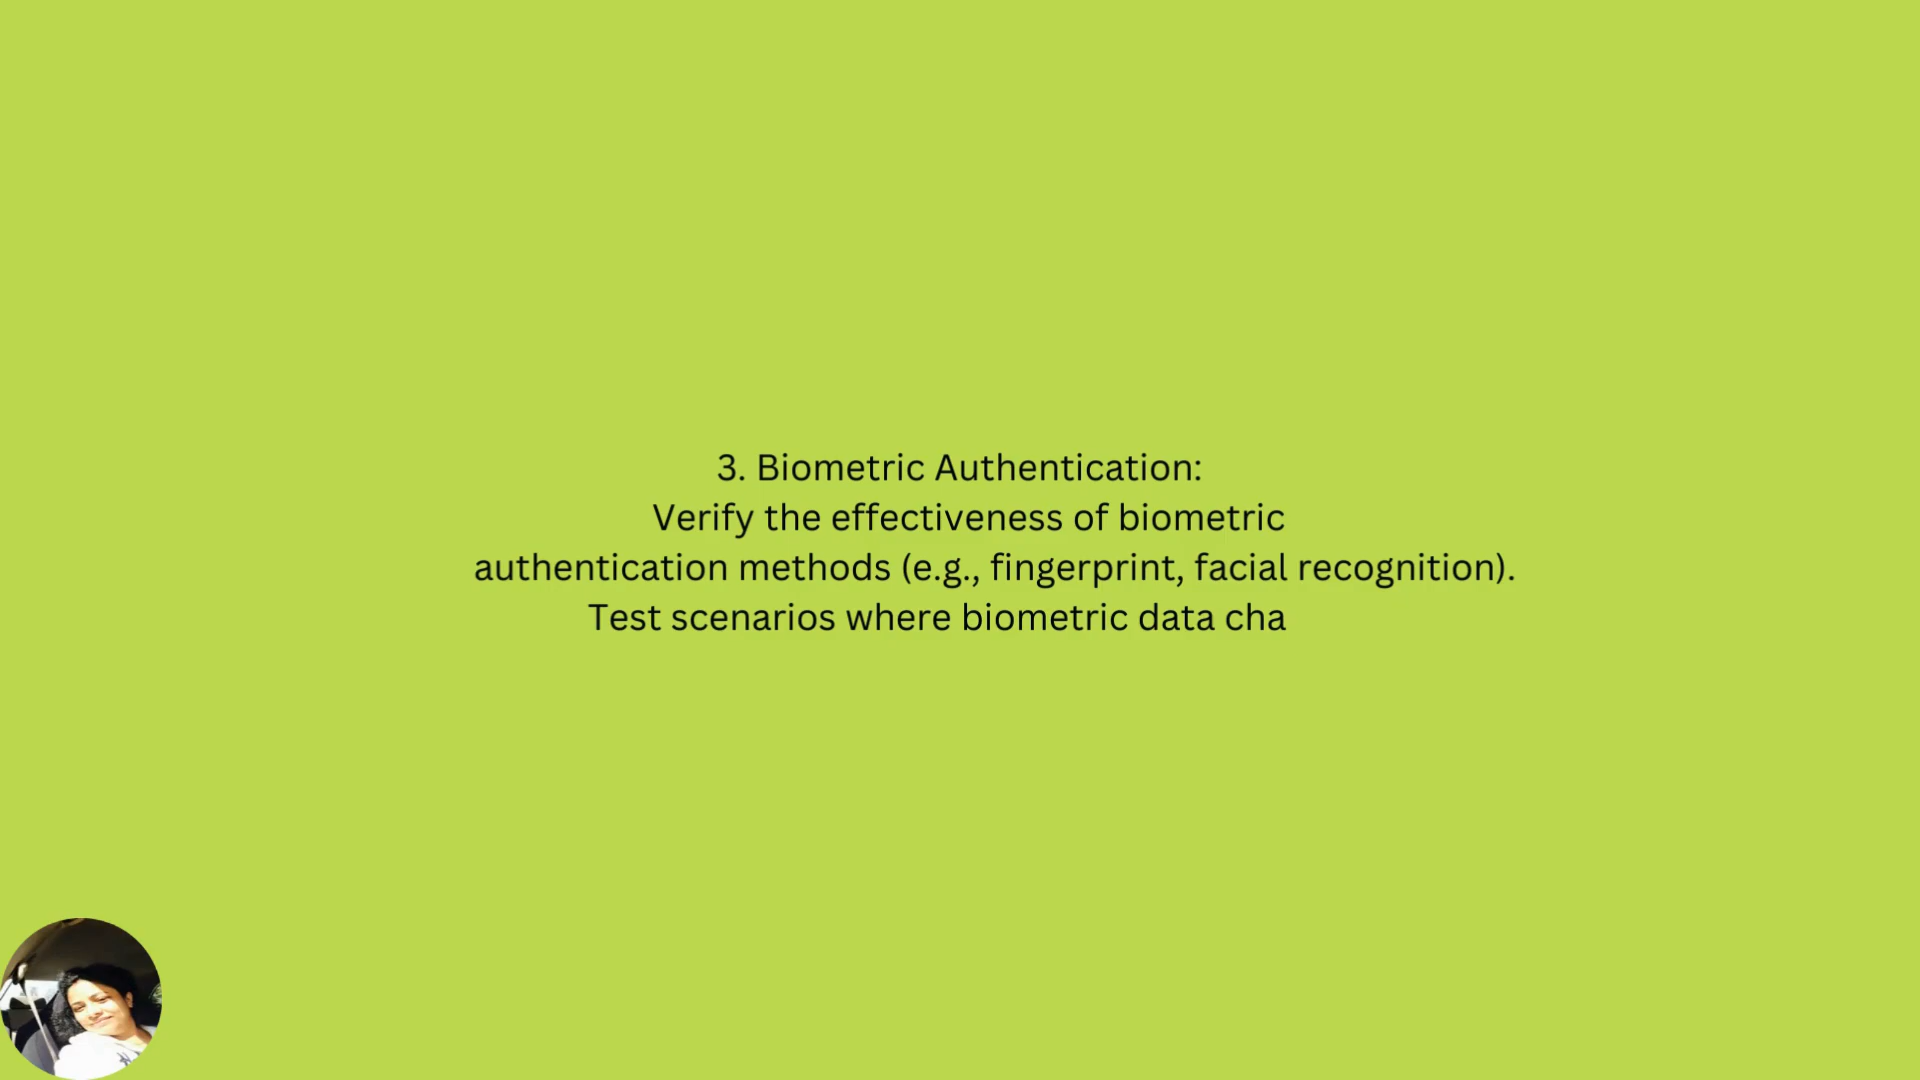 3. Biometric Authentication:
Verify the effectiveness of biometric
authentication methods (e.g., fingerprint, facial recognition).
Test scenarios where biometric data cha